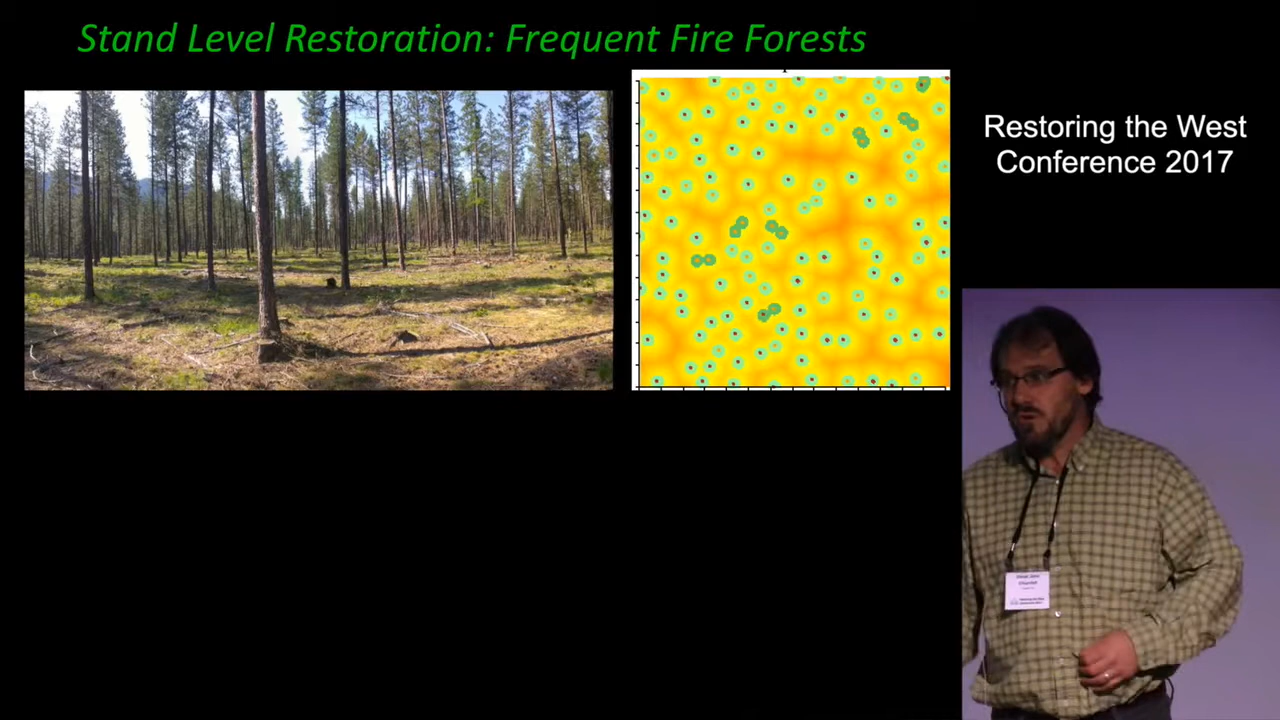 Stand Level Restoration: Frequent Fire Forests
Restoring the West
Conference 2017